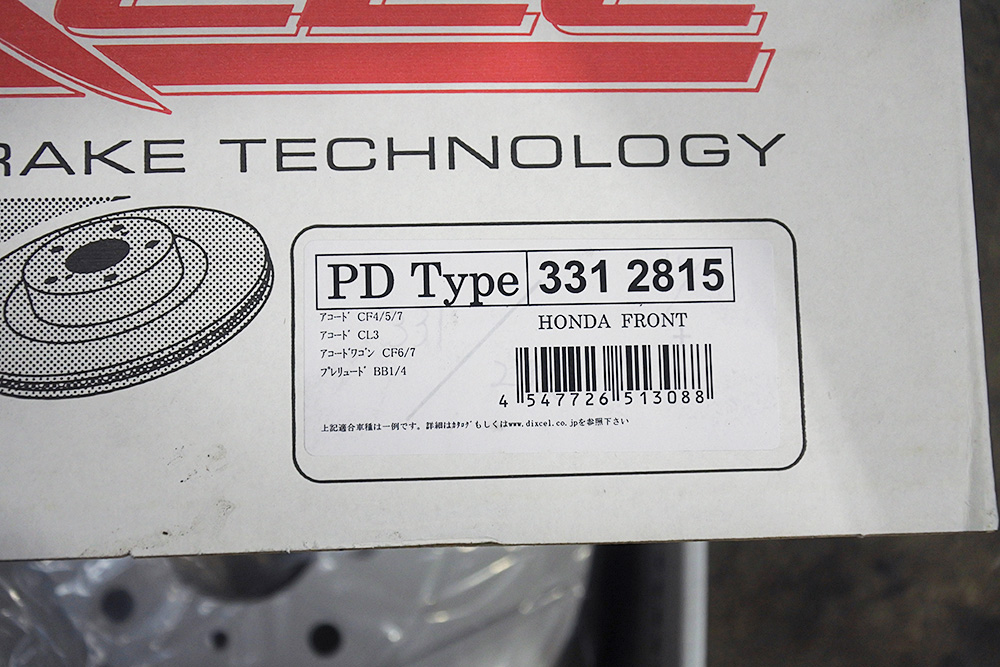 BRAKE TECHNOLOGY
PD Type 331 2815
ｱｺｰﾄﾞ CF4/5/7
ｱｺｰﾄﾞ CL3
ｱｺｰﾄﾞﾜｺﾞﾝ CF6/7
ﾌﾟﾚﾘｭｰﾄﾞ BB1/4
HONDA FRONT
4 547726 513088
上記適合車種は一例です。詳細はｶﾀﾛｸﾞもしくはwww.dixcel.co.jpを参照下さい